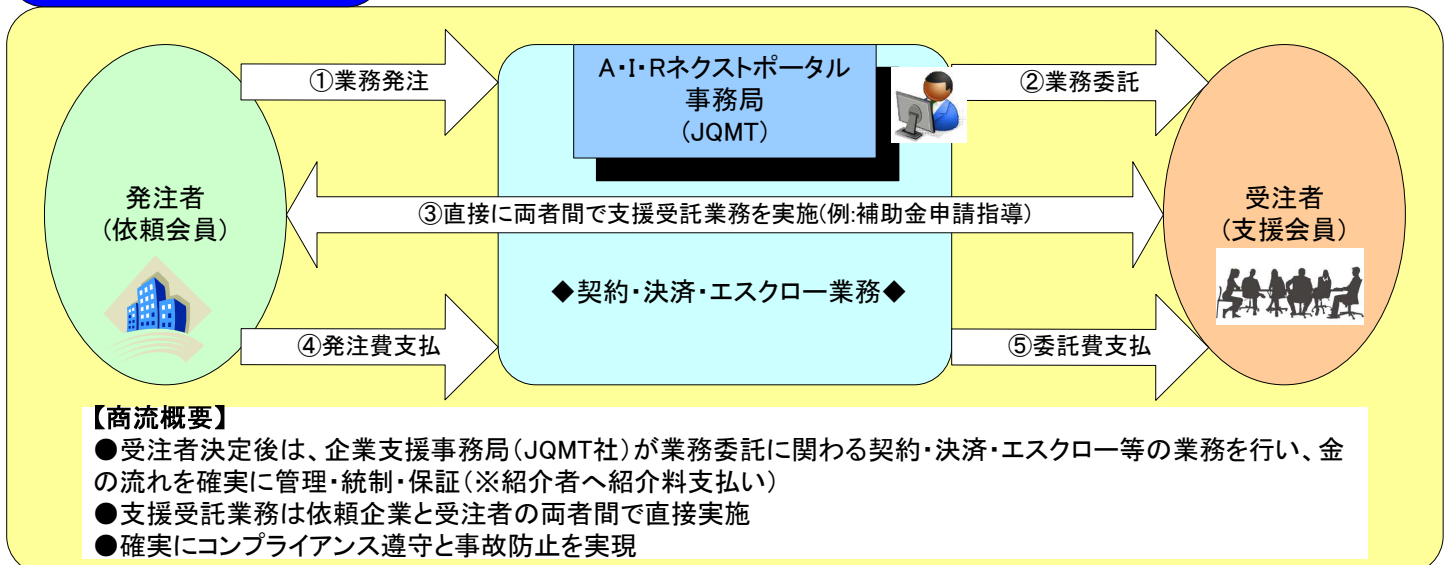 ①業務発注
A・I・Rネクストポータル
事務局
(JQMT)
②業務委託
発注者
(依頼会員)
③直接に両者間で支援受託業務を実施(例:補助金申請指導)
受注者
(支援会員)
◆契約・決済・エスクロー業務◆
④発注費支払
⑤委託費支払
【商流概要】
●受注者決定後は、企業支援事務局(JQMT社)が業務委託に関わる契約・決済・エスクロー等の業務を行い、金
の流れを確実に管理・統制・保証(※紹介者へ紹介料支払い)
●支援受託業務は依頼企業と受注者の両者間で直接実施
●確実にコンプライアンス遵守と事故防止を実現